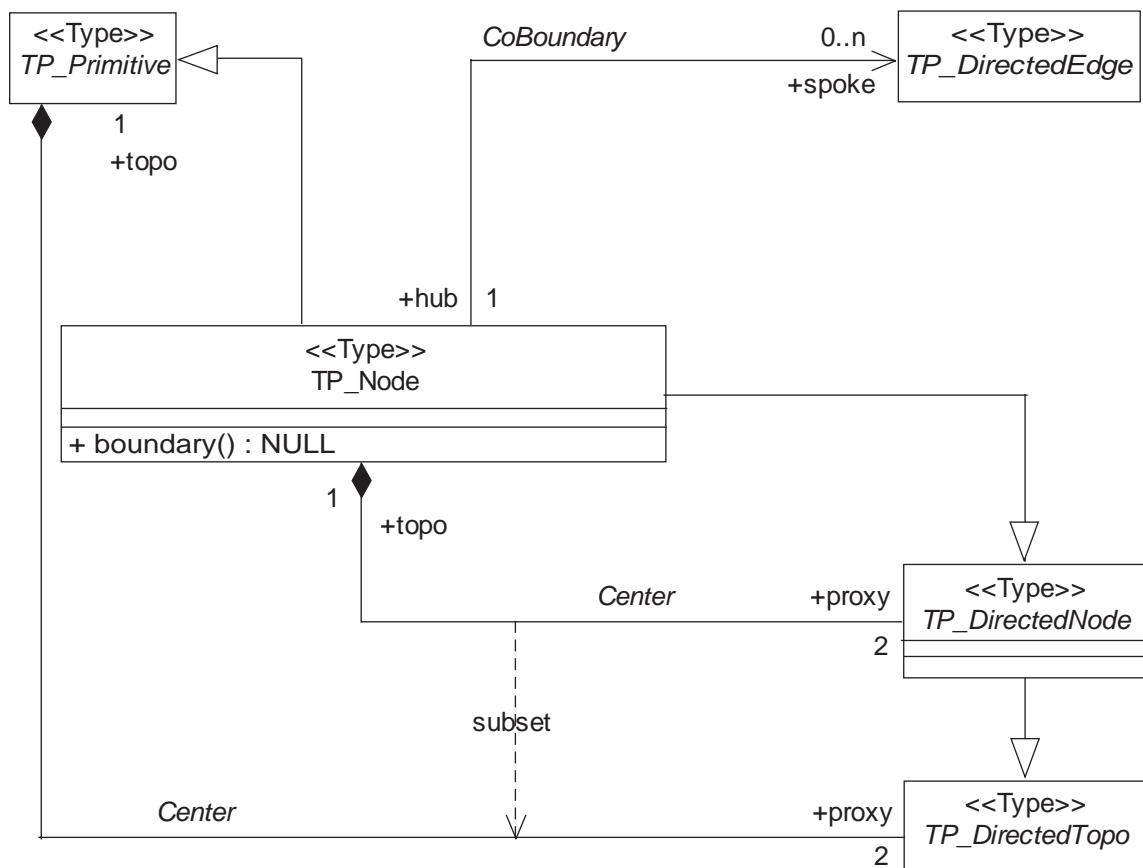 <<Type>>
TP_Primitive
1
+topo
CoBoundary
0..n
+spoke
<<Type>>
TP_DirectedEdge
+hub
1
<<Type>>
TP_Node
+ boundary() : NULL
1
+topo
Center
+proxy
2
<<Type>>
TP_DirectedNode
subset
Center
+proxy
2
<<Type>>
TP_DirectedTopo